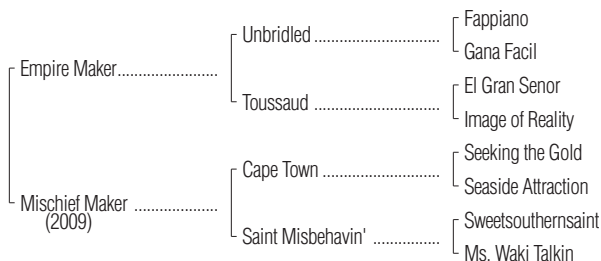 Fappiano
Unbridled
Gana Facil
Empire Maker
El Gran Senor
Toussaud
Image of Reality
Seeking the Gold
Cape Town
Seaside Attraction
Mischief Maker
(2009)
Sweetsouthernsaint
Saint Misbehavin'
Ms. Waki Talkin